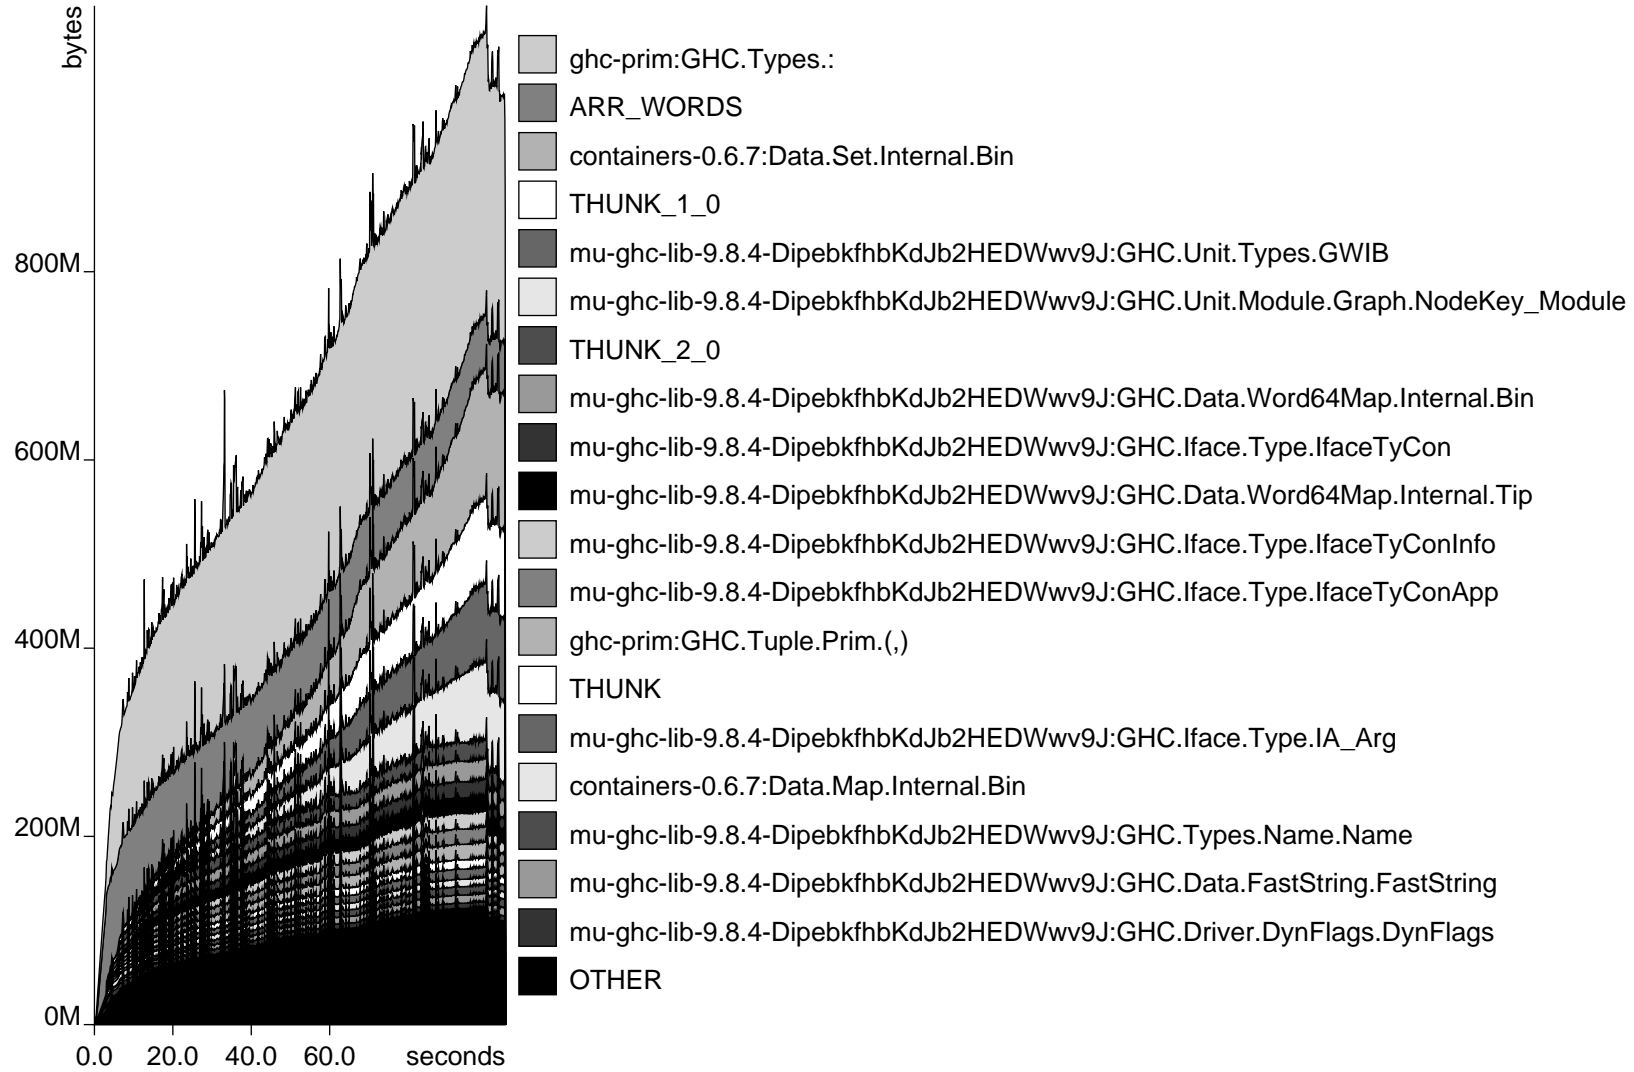 bytes
800M
600M
400M
200M
0M
0.0 20.0 40.0 60.0 seconds
ghc-prim:GHC.Types.:
ARR_WORDS
containers-0.6.7:Data.Set.Internal.Bin
THUNK_1_0
mu-ghc-lib-9.8.4-DipebkfhbKdJb2HEDWwv9J:GHC.Unit.Types.GWIB
mu-ghc-lib-9.8.4-DipebkfhbKdJb2HEDWwv9J:GHC.Unit.Module.Graph.NodeKey_Module
THUNK_2_0
mu-ghc-lib-9.8.4-DipebkfhbKdJb2HEDWwv9J:GHC.Data.Word64Map.Internal.Bin
mu-ghc-lib-9.8.4-DipebkfhbKdJb2HEDWwv9J:GHC.Iface.Type.IfaceTyCon
mu-ghc-lib-9.8.4-DipebkfhbKdJb2HEDWwv9J:GHC.Data.Word64Map.Internal.Tip
mu-ghc-lib-9.8.4-DipebkfhbKdJb2HEDWwv9J:GHC.Iface.Type.IfaceTyConInfo
mu-ghc-lib-9.8.4-DipebkfhbKdJb2HEDWwv9J:GHC.Iface.Type.IfaceTyConApp
ghc-prim:GHC.Tuple.Prim.(,)
THUNK
mu-ghc-lib-9.8.4-DipebkfhbKdJb2HEDWwv9J:GHC.Iface.Type.IA_Arg
containers-0.6.7:Data.Map.Internal.Bin
mu-ghc-lib-9.8.4-DipebkfhbKdJb2HEDWwv9J:GHC.Types.Name.Name
mu-ghc-lib-9.8.4-DipebkfhbKdJb2HEDWwv9J:GHC.Data.FastString.FastString
mu-ghc-lib-9.8.4-DipebkfhbKdJb2HEDWwv9J:GHC.Driver.DynFlags.DynFlags
OTHER